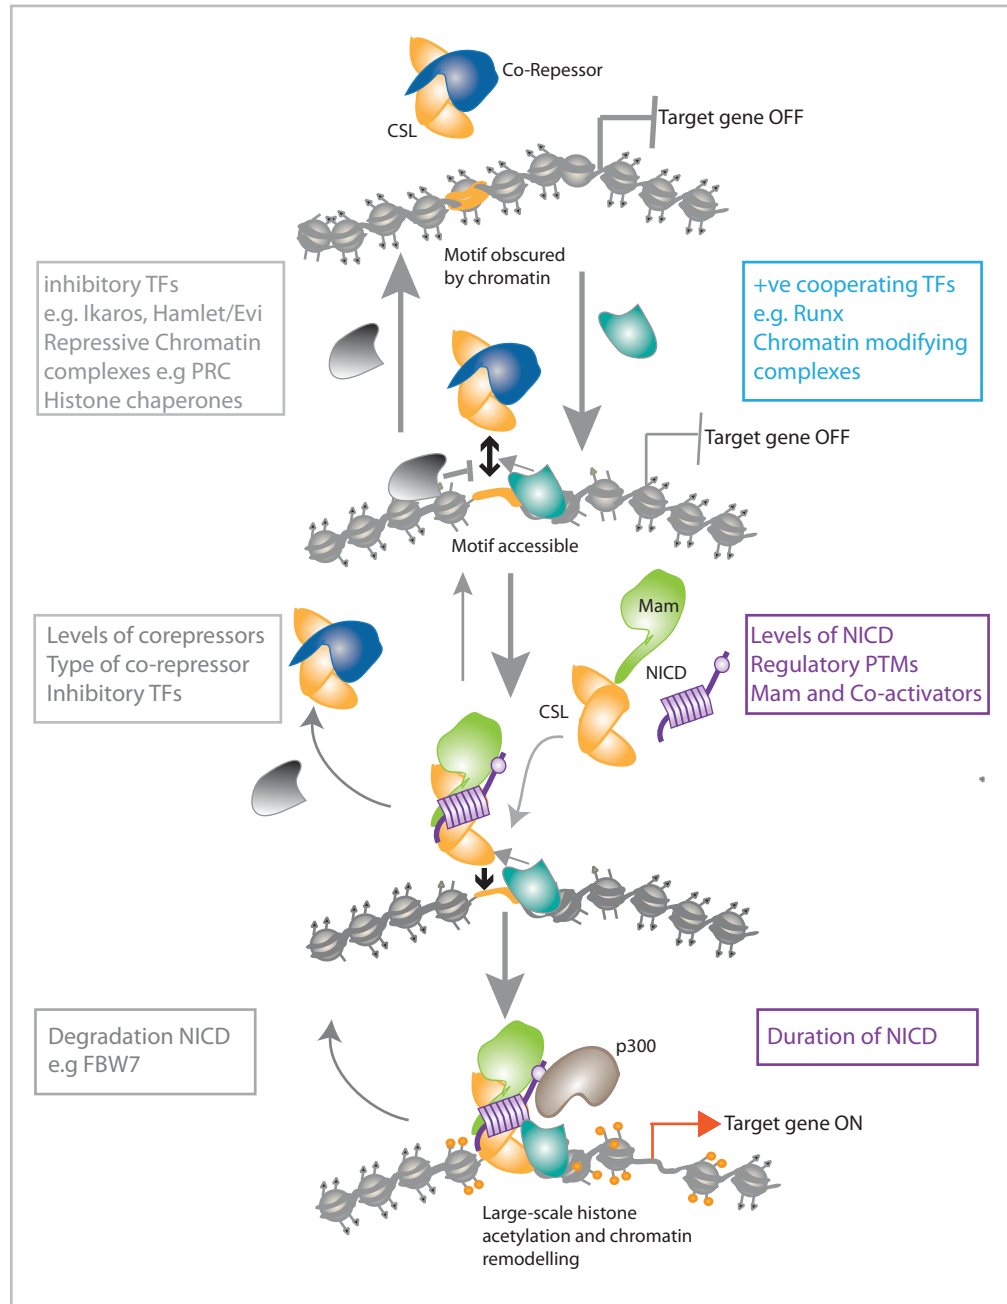 Co-Repessor
CSL
Target gene OFF
Motif obscured
by chromatin
inhibitory TFs
e.g. Ikaros, Hamlet/Evi
Repressive Chromatin
complexes e.g PRC
Histone chaperones
+ve cooperating TFs
e.g. Runx
Chromatin modifying
complexes
Target gene OFF
Motif accessible
Mam
NICD
CSL
Levels of corepressors
Type of co-repressor
Inhibitory TFs
Levels of NICD
Regulatory PTMs
Mam and Co-activators
Degradation NICD
e.g FBW7
p300
Duration of NICD
Target gene ON
Large-scale histone
acetylation and chromatin
remodelling